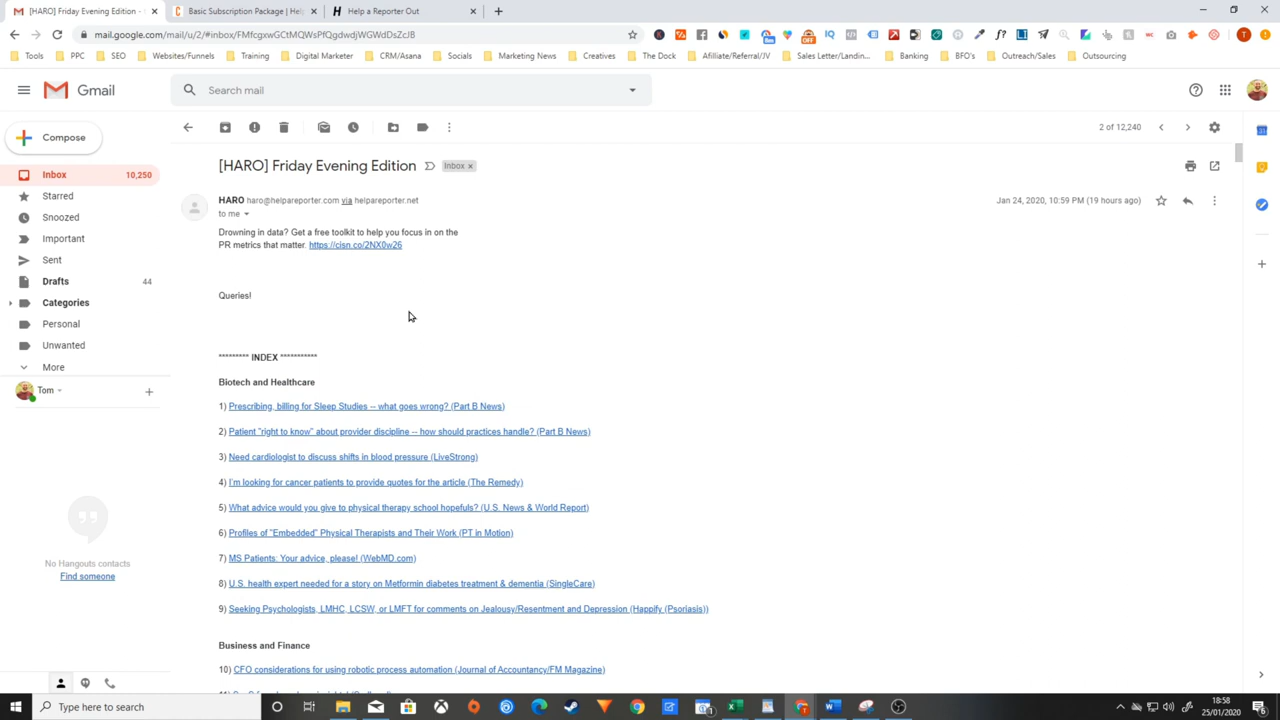 [HARO] Friday Evening Edition -
Basic Subscription Package | Hel
Help a Reporter Out
mail.google.com/mail/u/2/#inbox/FMfcgxwGCtMQWsPfQgdwdjWGWdDsZcJB
Tools
PPC
SEO
Websites/Funnels
Training
Digital Marketer
CRM/Asana
Socials
Marketing News
Creatives
The Dock
Afilliate/Referral/JV
Sales Letter/Landin...
Banking
BFO's
Outreach/Sales
Outsourcing
Gmail
Search mail
Compose
2 of 12,240
Inbox 10,250
Starred
Snoozed
Important
Sent
Drafts 44
Categories
Personal
Unwanted
More
Tom
No Hangouts contacts
Find someone
[HARO] Friday Evening Edition
Inbox x
HARO haro@helpareporter.com via helpareporter.net
Jan 24, 2020, 10:59 PM (19 hours ago)
to me
Drowning in data? Get a free toolkit to help you focus in on the
PR metrics that matter. https://cisn.co/2NX0w26
Queries!
********* INDEX ***********
Biotech and Healthcare
1) Prescribing, billing for Sleep Studies -- what goes wrong? (Part B News)
2) Patient "right to know" about provider discipline -- how should practices handle? (Part B News)
3) Need cardiologist to discuss shifts in blood pressure (LiveStrong)
4) I'm looking for cancer patients to provide quotes for the article (The Remedy)
5) What advice would you give to physical therapy school hopefuls? (U.S. News & World Report)
6) Profiles of "Embedded" Physical Therapists and Their Work (PT in Motion)
7) MS Patients: Your advice, please! (WebMD.com)
8) U.S. health expert needed for a story on Metformin diabetes treatment & dementia (SingleCare)
9) Seeking Psychologists, LMHC, LCSW, or LMFT for comments on Jealousy/Resentment and Depression (Happify (Psoriasis))
Business and Finance
10) CFO considerations for using robotic process automation (Journal of Accountancy/FM Magazine)
Type here to search
18:58
25/01/2020